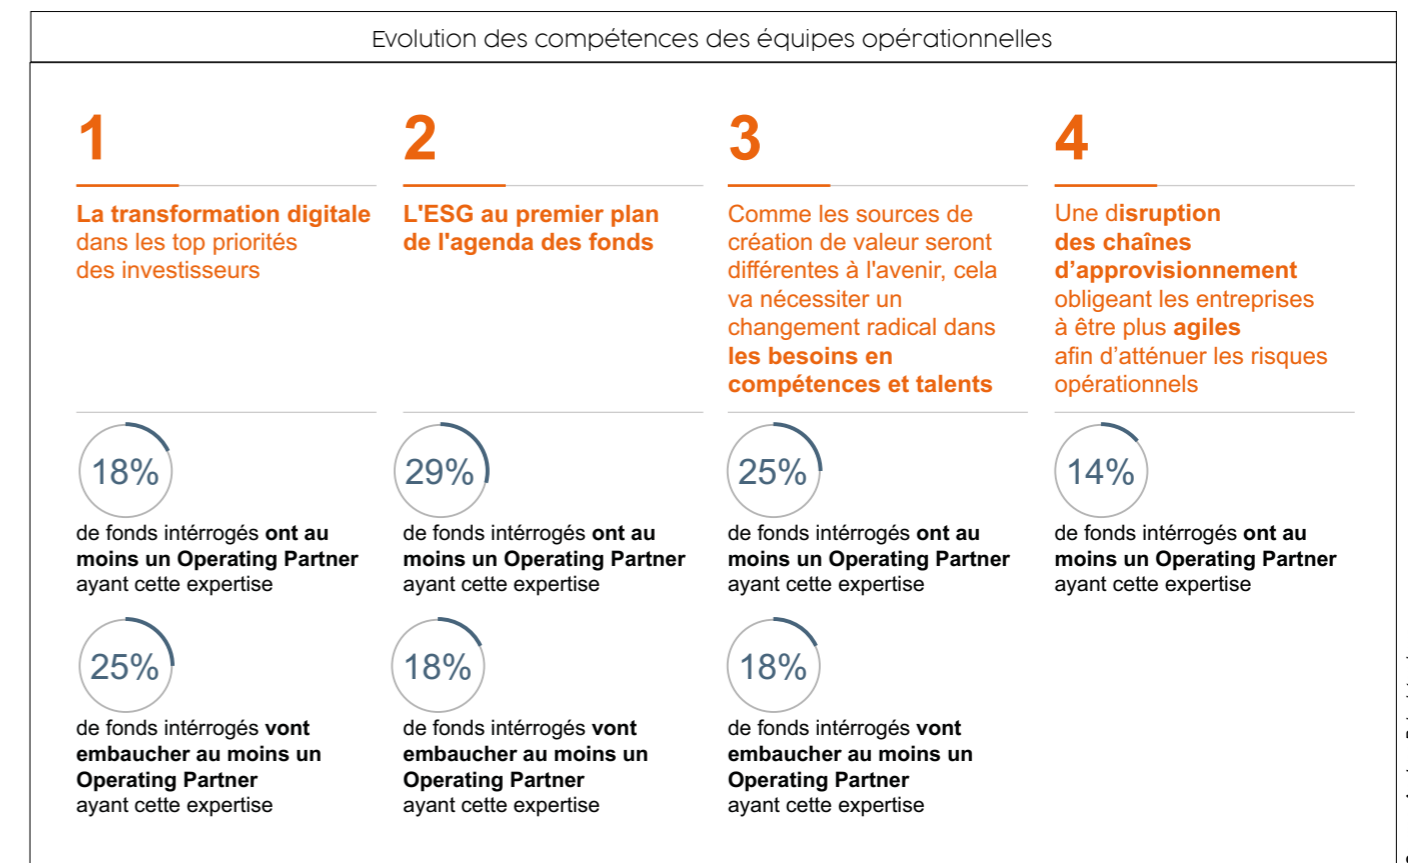 Evolution des compétences des équipes opérationnelles
1
La transformation digitale
dans les top priorités
des investisseurs
18%
de fonds intérrogés ont au
moins un Operating Partner
ayant cette expertise
25%
de fonds intérrogés vont
embaucher au moins un
Operating Partner
ayant cette expertise
2
L'ESG au premier plan
de l'agenda des fonds
29%
de fonds intérrogés ont au
moins un Operating Partner
ayant cette expertise
18%
de fonds intérrogés vont
embaucher au moins un
Operating Partner
ayant cette expertise
3
Comme les sources de
création de valeur seront
différentes à l'avenir, cela
va nécessiter un
changement radical dans
les besoins en
compétences et talents
25%
de fonds intérrogés ont au
moins un Operating Partner
ayant cette expertise
18%
de fonds intérrogés vont
embaucher au moins un
Operating Partner
ayant cette expertise
4
Une disruption
des chaînes
d’approvisionnement
obligeant les entreprises
à être plus agiles
afin d’atténuer les risques
opérationnels
14%
de fonds intérrogés ont au
moins un Operating Partner
ayant cette expertise